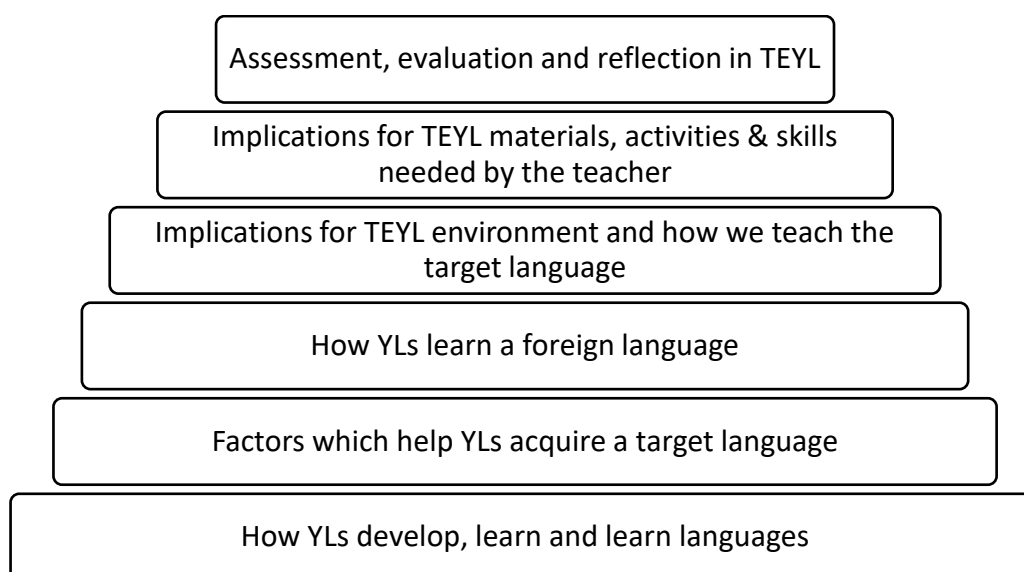 Assessment, evaluation and reflection in TEYL
Implications for TEYL materials, activities & skills
needed by the teacher
Implications for TEYL environment and how we teach the
target language
How YLs learn a foreign language
Factors which help YLs acquire a target language
How YLs develop, learn and learn languages